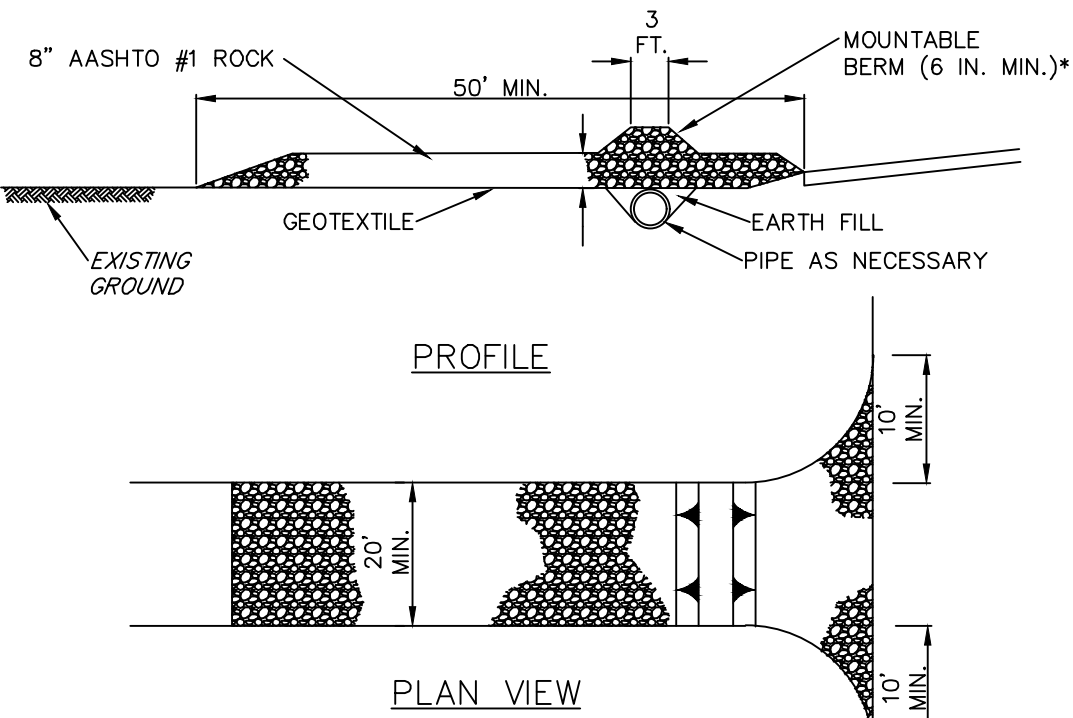 3
FT.
MOUNTABLE
BERM (6 IN. MIN.)*
8" AASHTO #1 ROCK
50' MIN.
GEOTEXTILE
EARTH FILL
PIPE AS NECESSARY
EXISTING
GROUND
PROFILE
10'
MIN.
20'
MIN.
10'
MIN.
PLAN VIEW